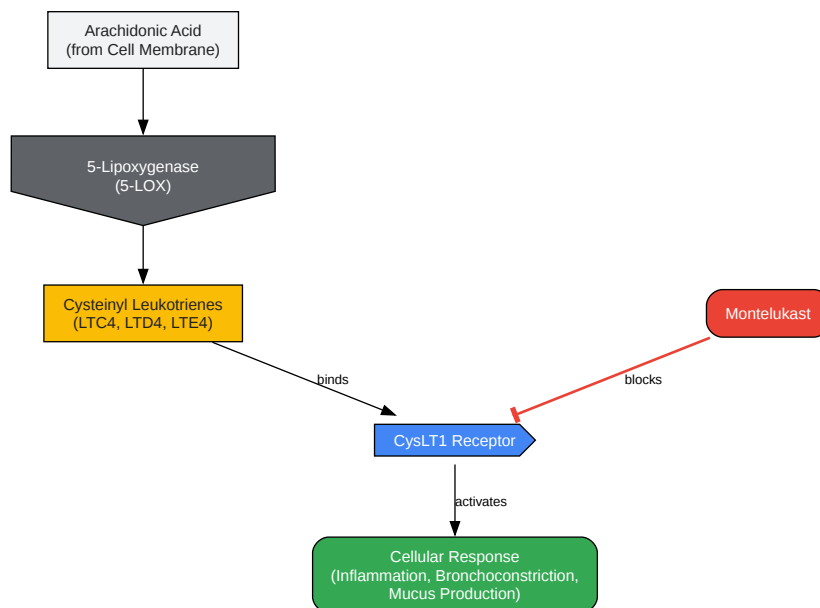 Arachidonic Acid
(from Cell Membrane)
5-Lipoxygenase
(5-LOX)
Cysteinyl Leukotrienes
(LTC4, LTD4, LTE4)
Montelukast
binds
blocks
CysLT1 Receptor
activates
Cellular Response
(Inflammation, Bronchoconstriction,
Mucus Production)